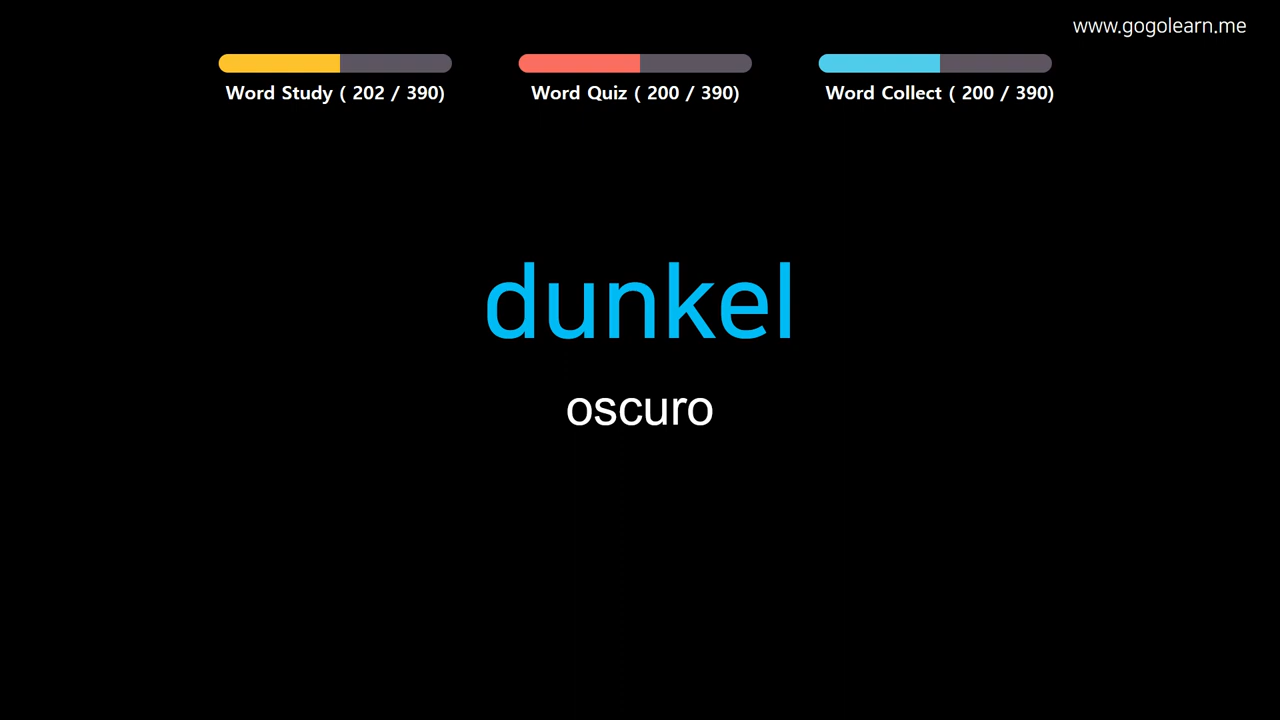 www.gogolearn.me
Word Study ( 202 / 390)
Word Quiz ( 200 / 390)
Word Collect ( 200 / 390)
dunkel
oscuro